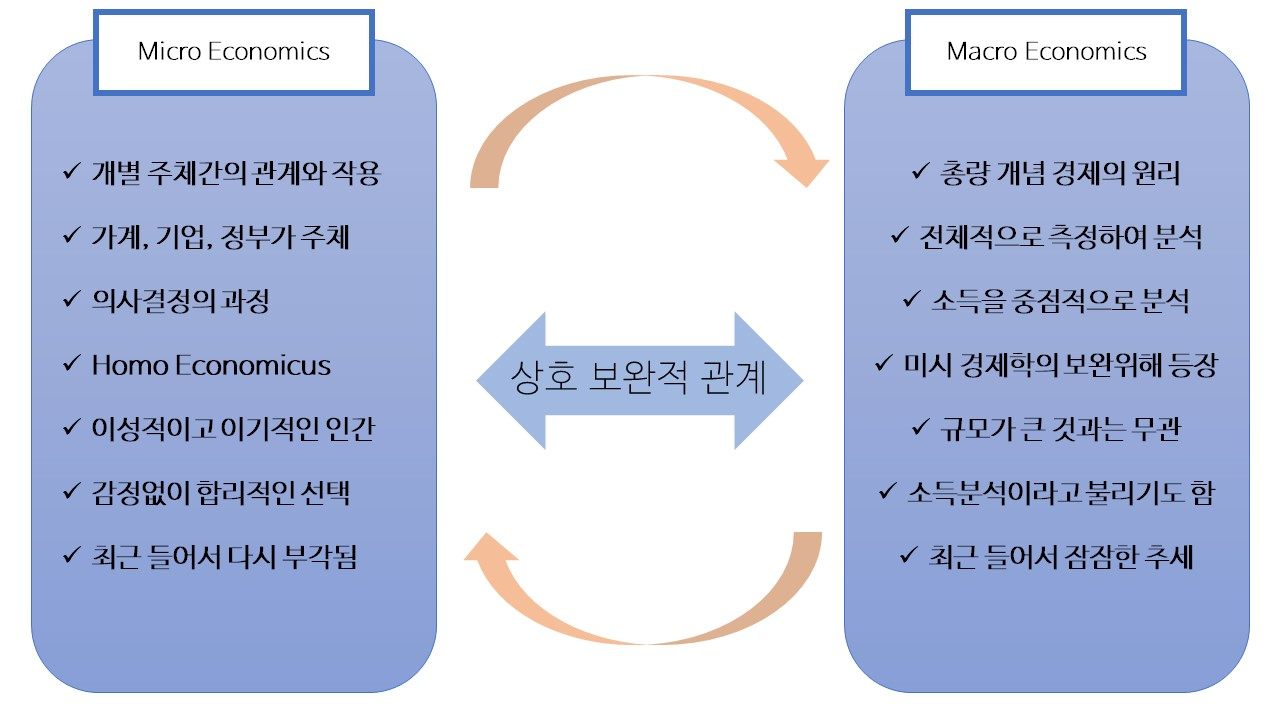 Micro Economics
✓ 개별 주체간의 관계와 작용
✓ 가계, 기업, 정부가 주체
✓ 의사결정의 과정
✓ Homo Economicus
✓ 이성적이고 이기적인 인간
✓ 감정없이 합리적인 선택
✓ 최근 들어서 다시 부각됨
상호 보완적 관계
Macro Economics
✓ 총량 개념 경제의 원리
✓ 전체적으로 측정하여 분석
✓ 소득을 중점적으로 분석
✓ 미시 경제학의 보완위해 등장
✓ 규모가 큰 것과는 무관
✓ 소득분석이라고 불리기도 함
✓ 최근 들어서 잠잠한 추세